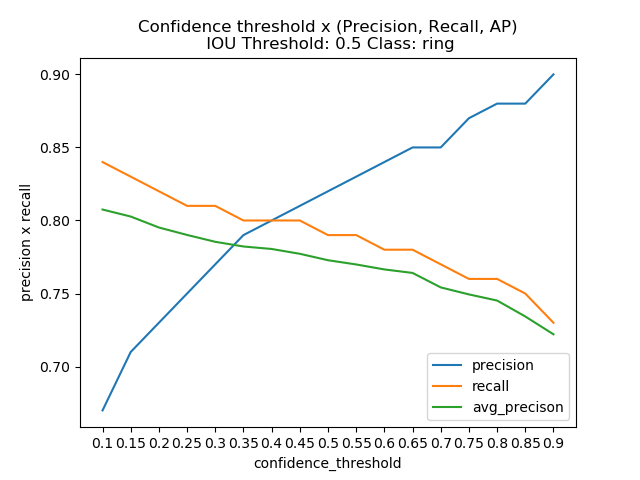 Confidence threshold x (Precision, Recall, AP)
IOU Threshold: 0.5 Class: ring
precision x recall
0.90
0.85
0.80
0.75
0.70
precision
recall
avg_precison
0.1 0.15 0.2 0.25 0.3 0.35 0.4 0.45 0.5 0.55 0.6 0.65 0.7 0.75 0.8 0.85 0.9
confidence_threshold